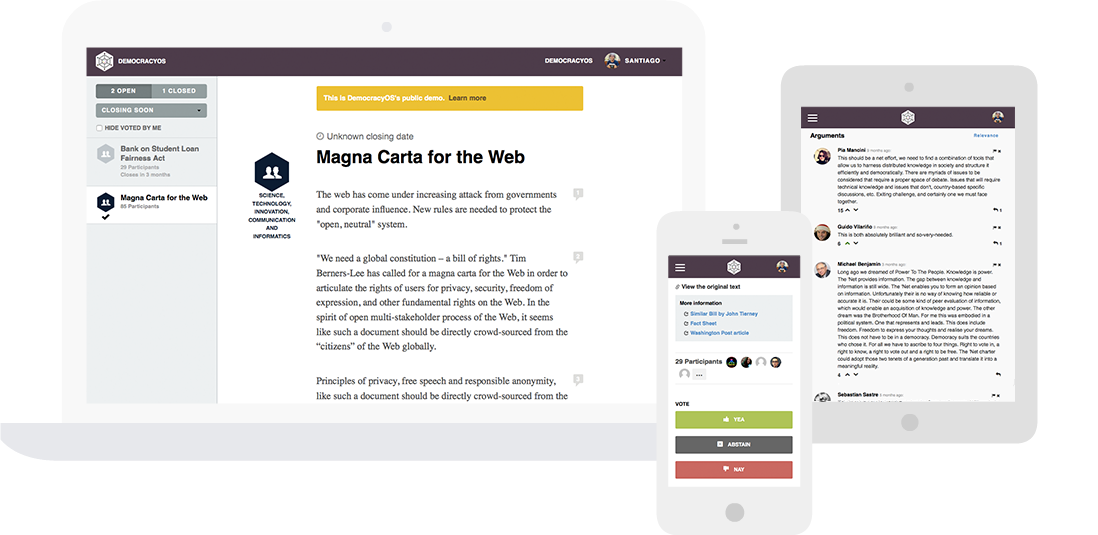 DEMOCRACYOS
DEMOCRACYOS
SANTIAGO
2 OPEN
1 CLOSED
CLOSING SOON
HIDE VOTED BY ME
Bank on Student Loan
Fairness Act
29 Participants
Closes in 3 months
Magna Carta for the Web
85 Participants
SCIENCE,
TECHNOLOGY,
INNOVATION,
COMMUNICATION
AND
INFORMATICS
This is DemocracyOS's public demo. Learn more
Unknown closing date
Magna Carta for the Web
The web has come under increasing attack from governments
and corporate influence. New rules are needed to protect the
"open, neutral" system.
1
"We need a global constitution – a bill of rights." Tim
Berners-Lee has called for a magna carta for the Web in order to
articulate the rights of users for privacy, security, freedom of
expression, and other fundamental rights on the Web. In the
spirit of open multi-stakeholder process of the Web, it seems
like such a document should be directly crowd-sourced from the
“citizens” of the Web globally.
Principles of privacy, free speech and responsible anonymity,
like such a document should be directly crowd-sourced from the
View the original text
More information
Similar Bill by John Tierney
Fact Sheet
Washington Post article
29 Participants
...
VOTE
YEA
ABSTAIN
NAY
Arguments
Relevance
Pia Mancini 5 months ago
This should be a net effort, we need to find a combination of tools that
allow us to harness distributed knowledge in society and structure it
efficiently and democratically. There are myriads of issues to be
considered that require a proper space of debate. Issues that will require
technical knowledge and issues that don't, country-based specific
discussions, etc. Exiting challenge, and certainly one we must face
together.
15
1
Guido Vilariño 5 months ago
This is both absolutely brilliant and so-very-needed.
6
1
Michael Benjamin 5 months ago
Long ago we dreamed of Power To The People. Knowledge is power.
The 'Net provides information. The gap between knowledge and
information is still wide. The 'Net enables you to form an opinion based
on information. Unfortunately their is no way of knowing how reliable or
accurate it is. Their could be some kind of peer evaluation of information,
which would enable an acquisition of knowledge and power. The other
dream was the Brotherhood Of Man. For me this was embodied in a
political system. One that represents and leads. This does include
freedom. Freedom to express your thoughts and realise your dreams.
This does not have to be in a democracy. Democracy suits the countries
who chose it. For all we have to ascribe to four things. Right to vote in, a
right to know, a right to vote out and a right to be free. The 'Net charter
could adopt those two tenets of a generation past and translate it into a
meaningful reality.
4
Sebastian Sastre 5 months ago